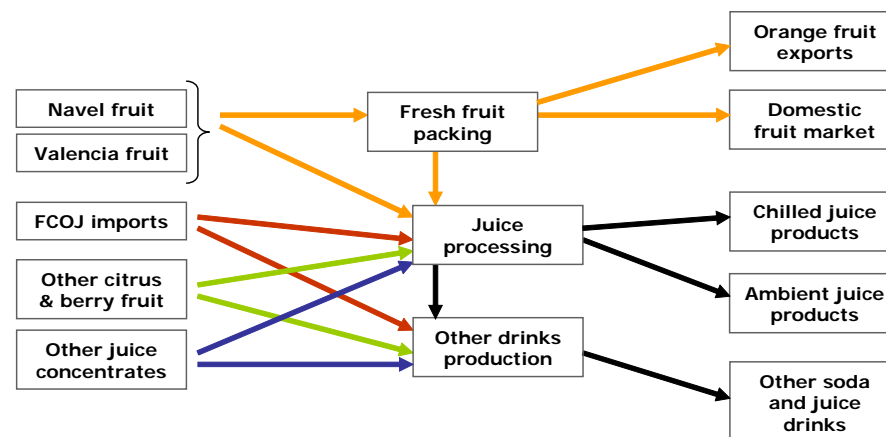 Navel fruit
Valencia fruit
FCOJ imports
Other citrus
& berry fruit
Other juice
concentrates
Fresh fruit
packing
Juice
processing
Other drinks
production
Orange fruit
exports
Domestic
fruit market
Chilled juice
products
Ambient juice
products
Other soda
and juice
drinks